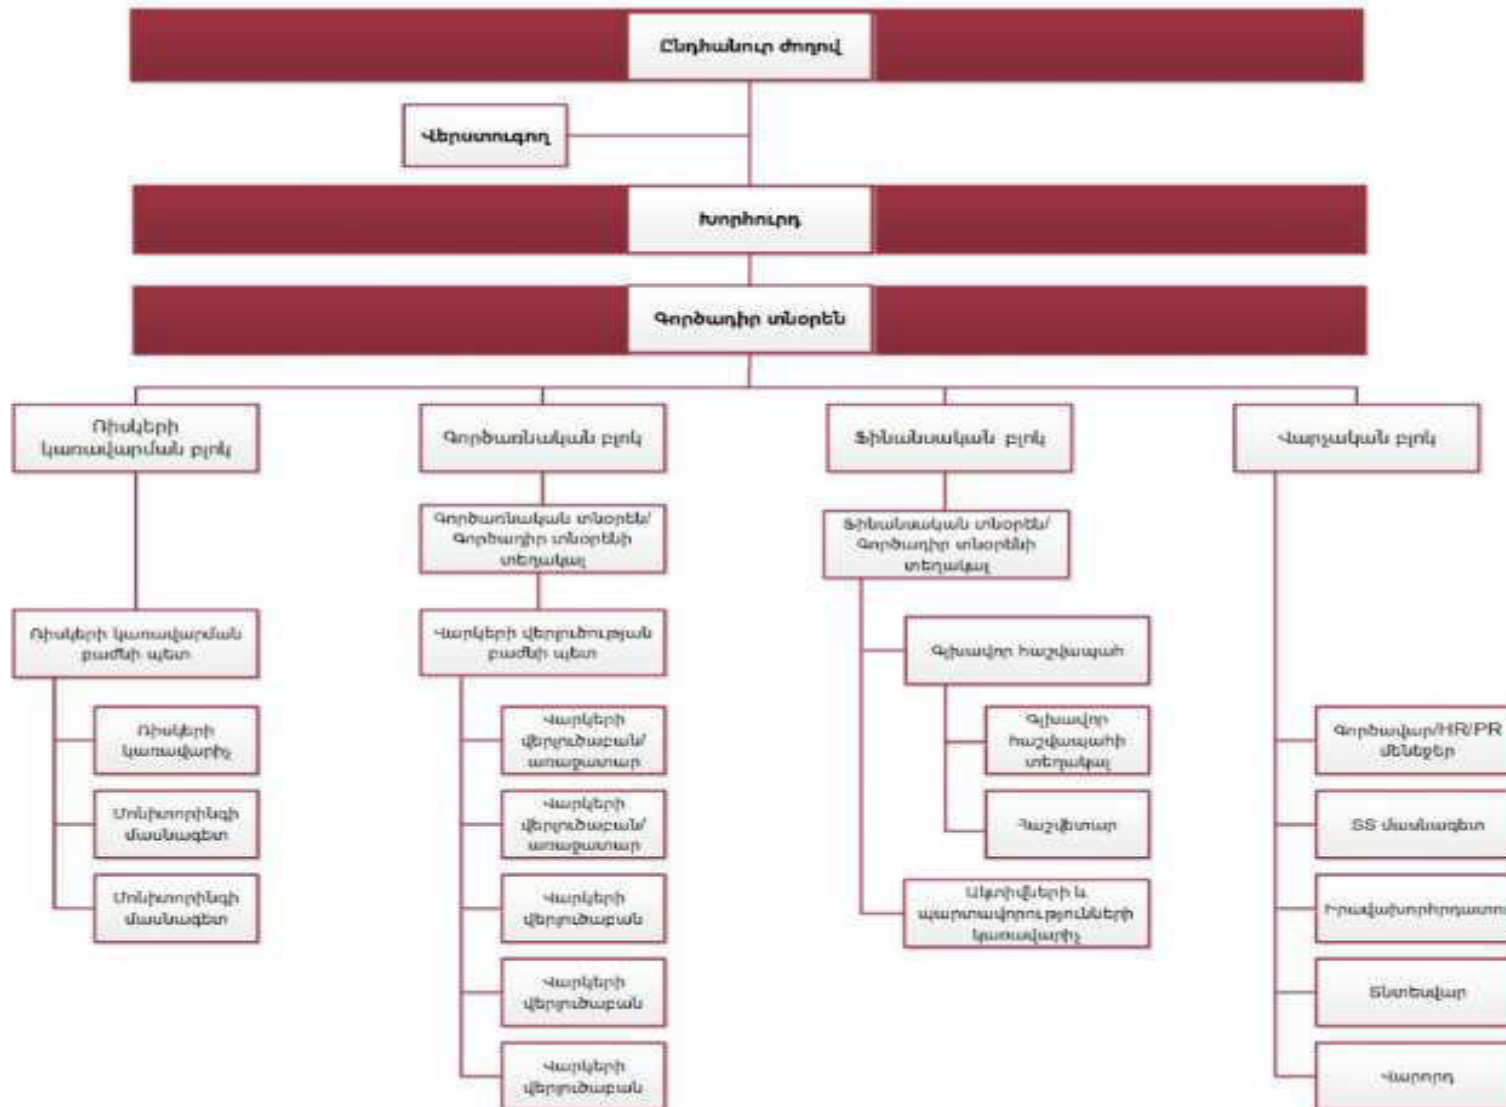 Ընդհանուր ժողով
Վերստուգող
Խորհուրդ
Գործադիր տնօրեն
Ռիսկերի
կառավարման բլոկ
Գործառնական բլոկ
Ֆինանսական բլոկ
Վարչական բլոկ
Գործառնական տնօրեն/
Գործադիր տնօրենի
տեղակալ
Ֆինանսական տնօրեն/
Գործադիր տնօրենի
տեղակալ
Ռիսկերի կառավարման
բաժնի պետ
Վարկերի վերլուծության
բաժնի պետ
Գլխավոր հաշվապահ
Ռիսկերի
կառավարիչ
Մոնիտորինգի
մասնագետ
Մոնիտորինգի
մասնագետ
Վարկերի
վերլուծաբան/
առաջատար
Վարկերի
վերլուծաբան/
առաջատար
Վարկերի
վերլուծաբան
Վարկերի
վերլուծաբան
Վարկերի
վերլուծաբան
Գլխավոր
հաշվապահի
տեղակալ
Հաշվետար
Ակտիվների և
պարտավորությունների
կառավարիչ
Գործավար/HR/PR
մենեջեր
ՏՏ մասնագետ
Իրավախորհրդատու
Տնտեսվար
Վարորդ